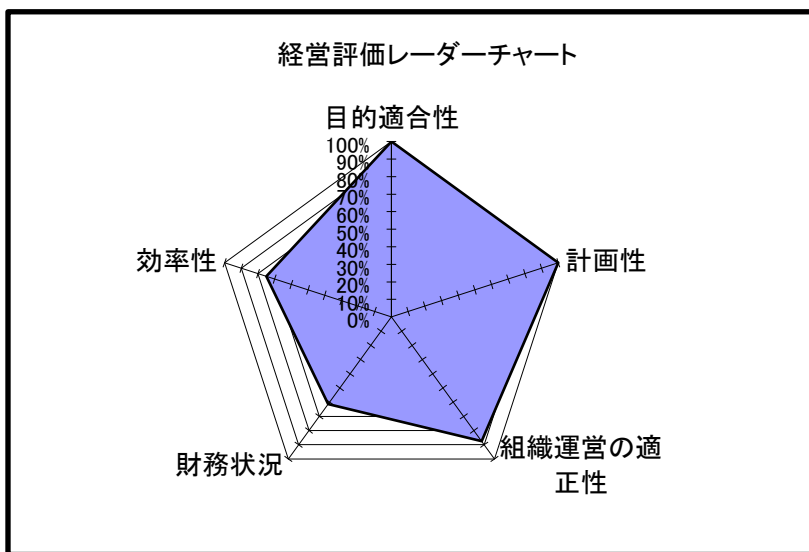 経営評価レーダーチャート
目的適合性
100%
90%
80%
70%
60%
50%
40%
30%
20%
10%
0%
効率性
計画性
財務状況
組織運営の適
正性